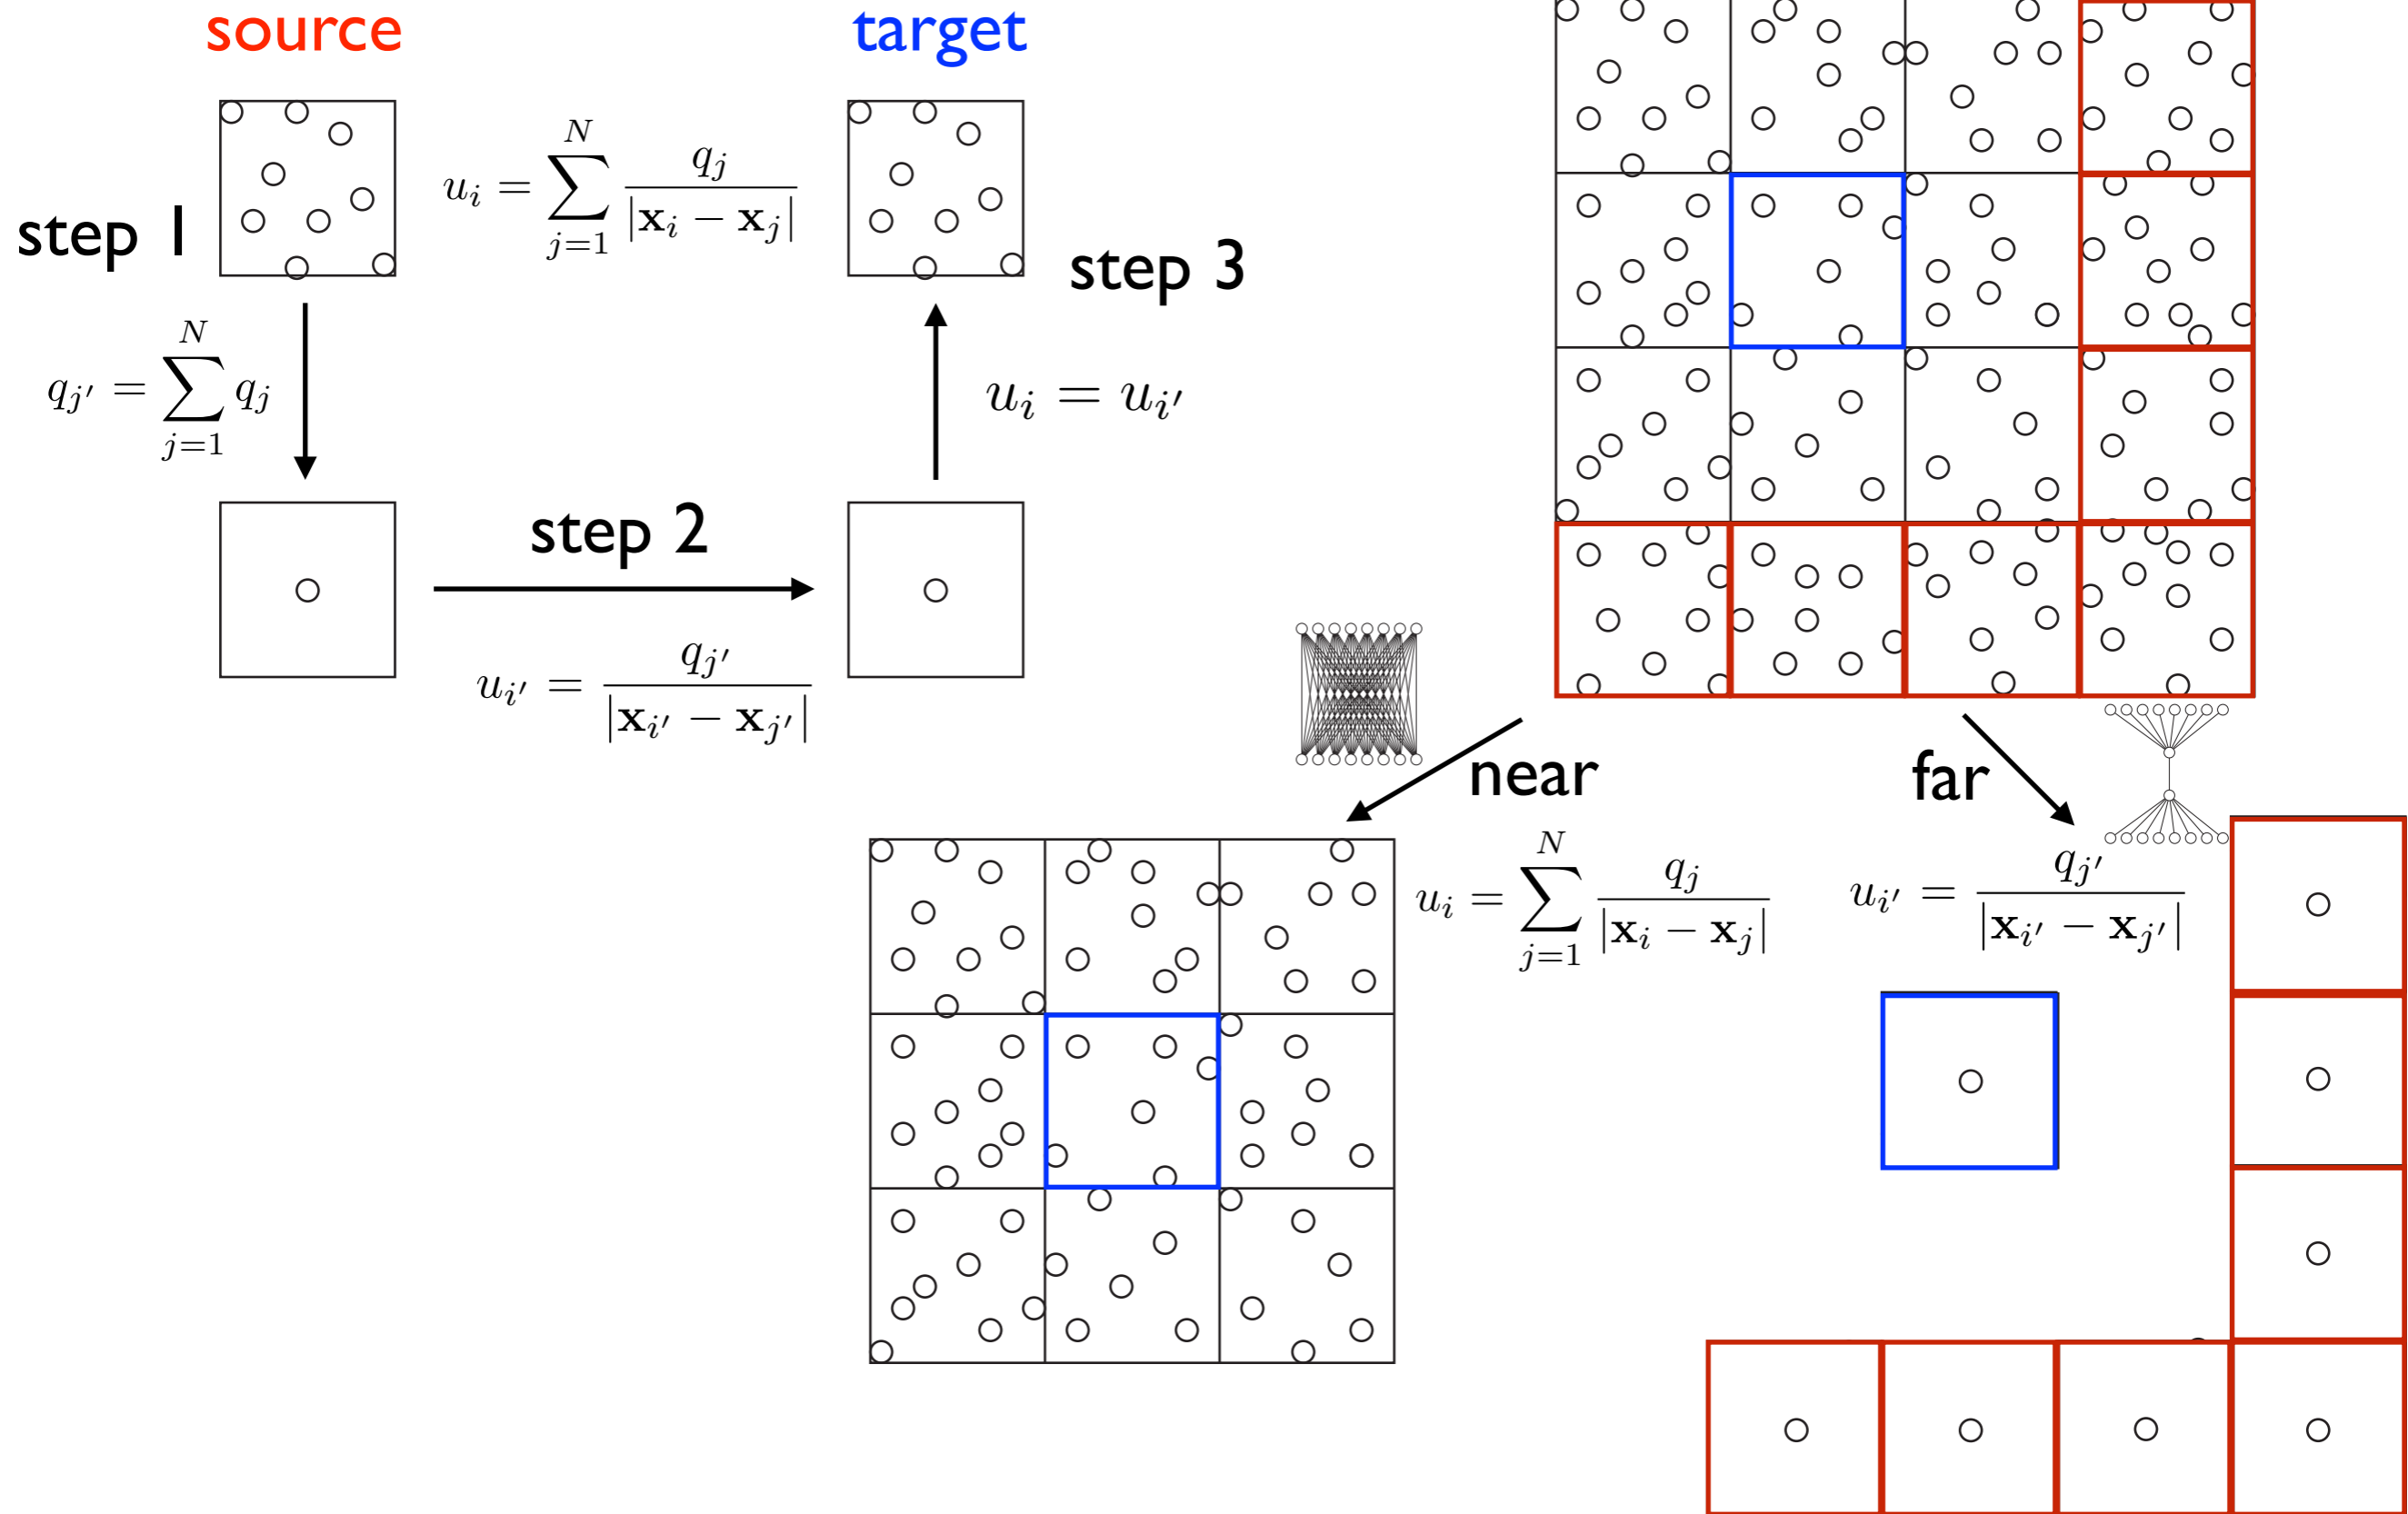 source
target
step 1
u_i = \sum_{j=1}^{N} \frac{q_j}{|\mathbf{x}_i - \mathbf{x}_j|}
step 3
q_{j'} = \sum_{j=1}^{N} q_j
u_i = u_{i'}
step 2
u_{i'} = \frac{q_{j'}}{|\mathbf{x}_{i'} - \mathbf{x}_{j'}|}
near
far
u_i = \sum_{j=1}^{N} \frac{q_j}{|\mathbf{x}_i - \mathbf{x}_j|}
u_{i'} = \frac{q_{j'}}{|\mathbf{x}_{i'} - \mathbf{x}_{j'}|}